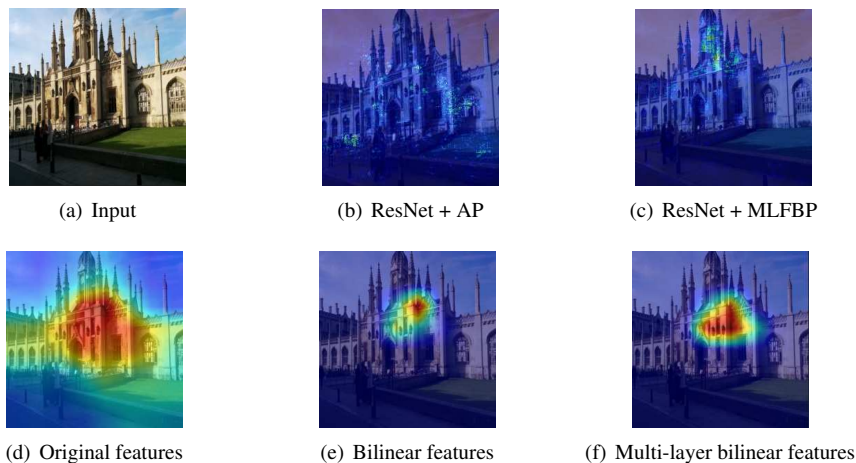 (a) Input
(b) ResNet + AP
(c) ResNet + MLFBP
(d) Original features
(e) Bilinear features
(f) Multi-layer bilinear features